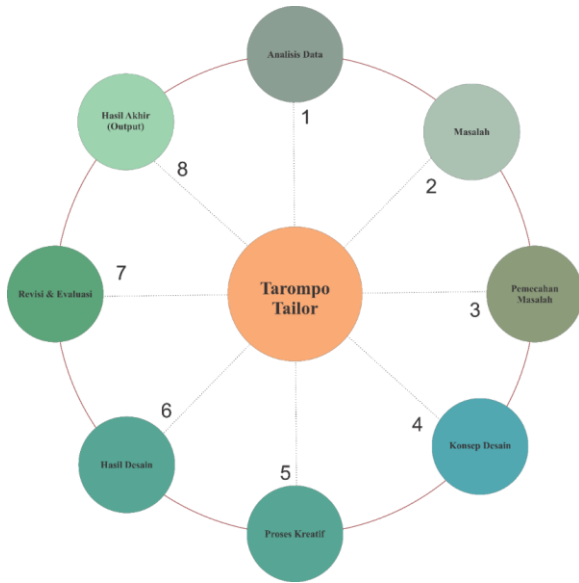 Analisis Data
1
Masalah
2
Pemecahan
Masalah
3
Konsep Desain
4
Proses Kreatif
5
Hasil Desain
6
Revisi & Evaluasi
7
Hasil Akhir
(Output)
8
Tarompo
Tailor